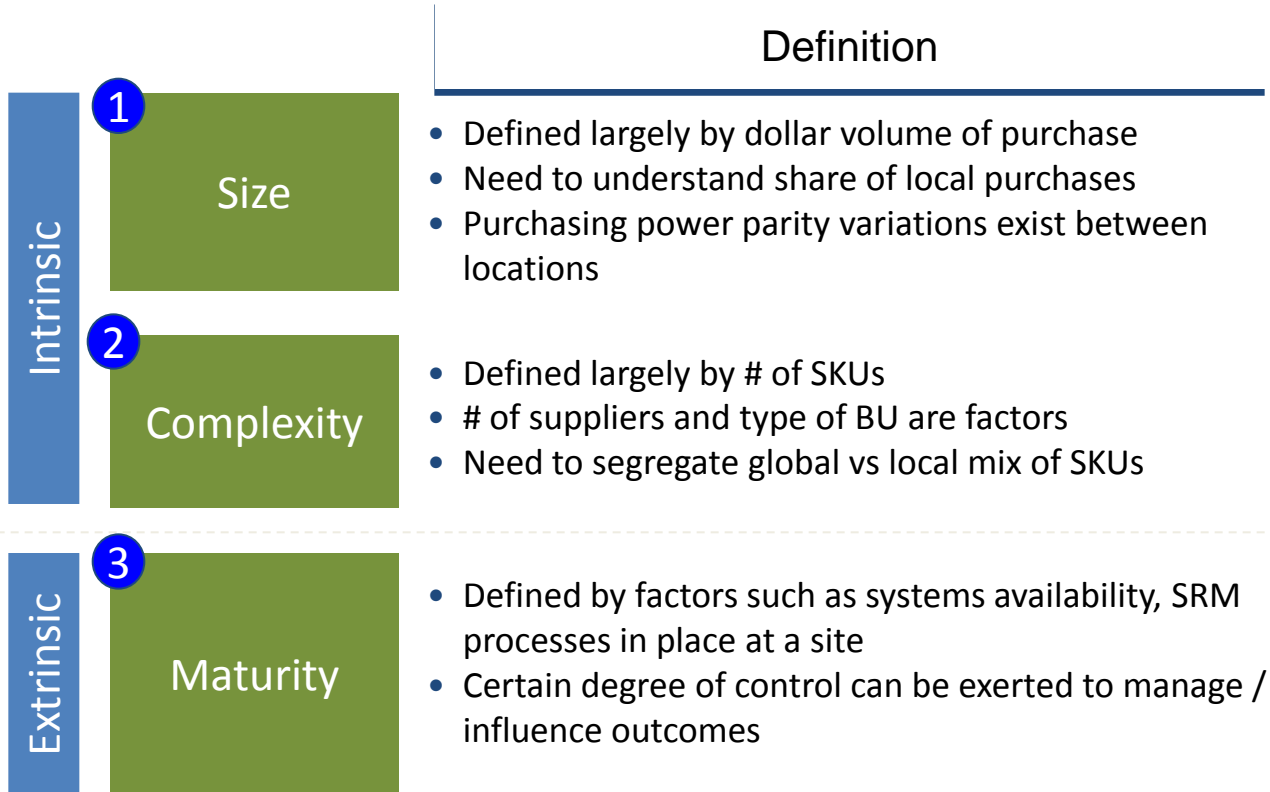 Definition
Intrinsic
1
Size
• Defined largely by dollar volume of purchase
• Need to understand share of local purchases
• Purchasing power parity variations exist between
locations
2
Complexity
• Defined largely by # of SKUs
• # of suppliers and type of BU are factors
• Need to segregate global vs local mix of SKUs
Extrinsic
3
Maturity
• Defined by factors such as systems availability, SRM
processes in place at a site
• Certain degree of control can be exerted to manage /
influence outcomes